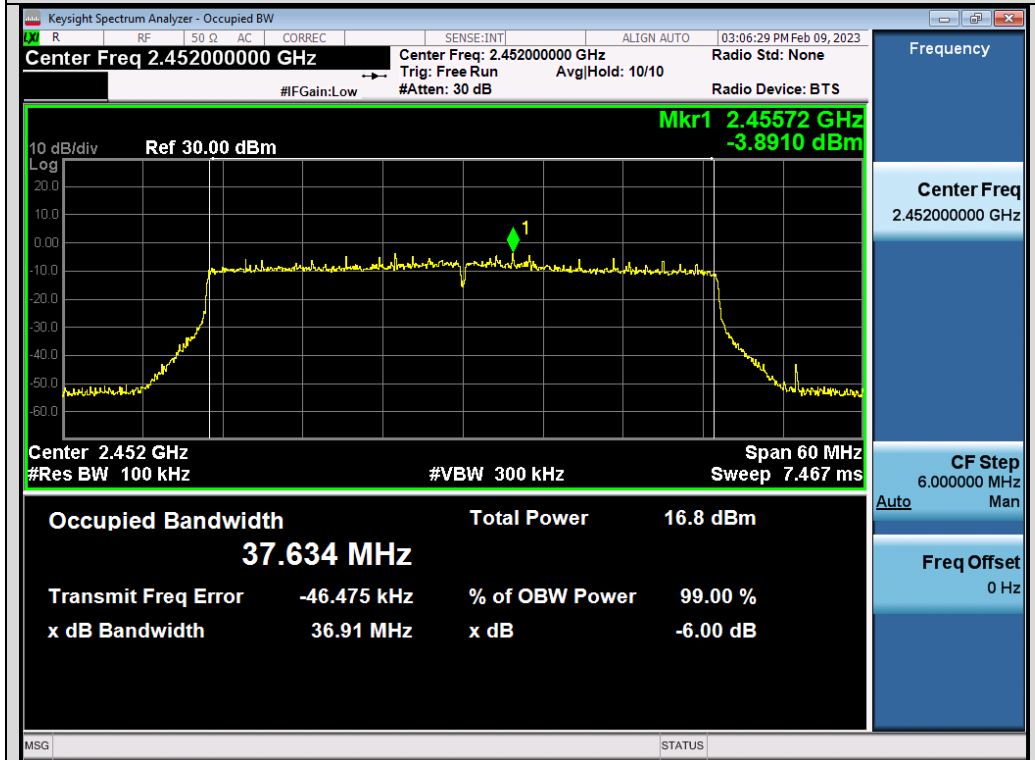 Keysight Spectrum Analyzer - Occupied BW
LXI R RF 50 Ω AC CORREC SENSE:INT ALIGN AUTO 03:06:29 PM Feb 09, 2023
Center Freq 2.452000000 GHz
Center Freq: 2.452000000 GHz Radio Std: None
Trig: Free Run Avg|Hold: 10/10
#IFGain:Low #Atten: 30 dB Radio Device: BTS
Frequency
Mkr1 2.45572 GHz
-3.8910 dBm
10 dB/div Ref 30.00 dBm
Log
20.0
10.0
0.00
-10.0
-20.0
-30.0
-40.0
-50.0
-60.0
1
Center 2.452 GHz Span 60 MHz
#Res BW 100 kHz #VBW 300 kHz Sweep 7.467 ms
Center Freq
2.452000000 GHz
CF Step
6.000000 MHz
Auto Man
Freq Offset
0 Hz
Occupied Bandwidth Total Power 16.8 dBm
37.634 MHz
Transmit Freq Error -46.475 kHz % of OBW Power 99.00 %
x dB Bandwidth 36.91 MHz x dB -6.00 dB
MSG STATUS